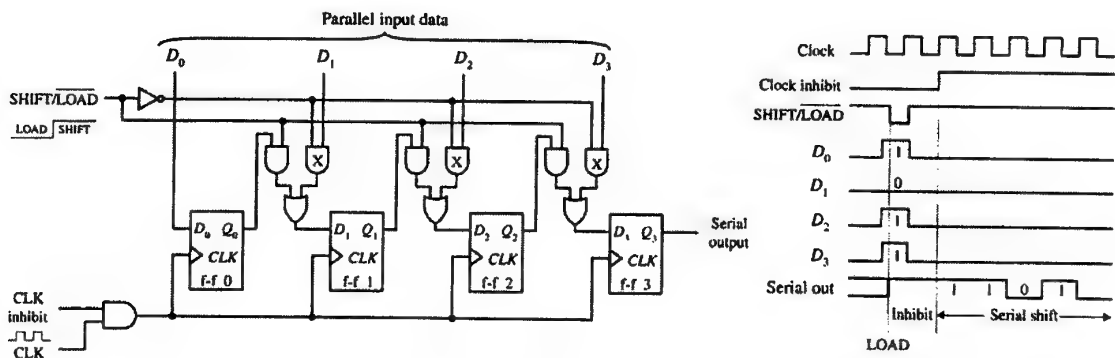 Parallel input data
D₀ D₁ D₂ D₃
SHIFT/L̅O̅A̅D̅
LOAD SHIFT
X X X
D₀ Q₀ D₁ Q₁ D₂ Q₂ D₃ Q₃
CLK CLK CLK CLK
f-f 0 f-f 1 f-f 2 f-f 3
Serial
output
CLK
inhibit
CLK
Clock
Clock inhibit
SHIFT/L̅O̅A̅D̅
D₀ 1
D₁ 0
D₂ 1
D₃ 1
Serial out 1 1 0 1
Inhibit Serial shift
LOAD